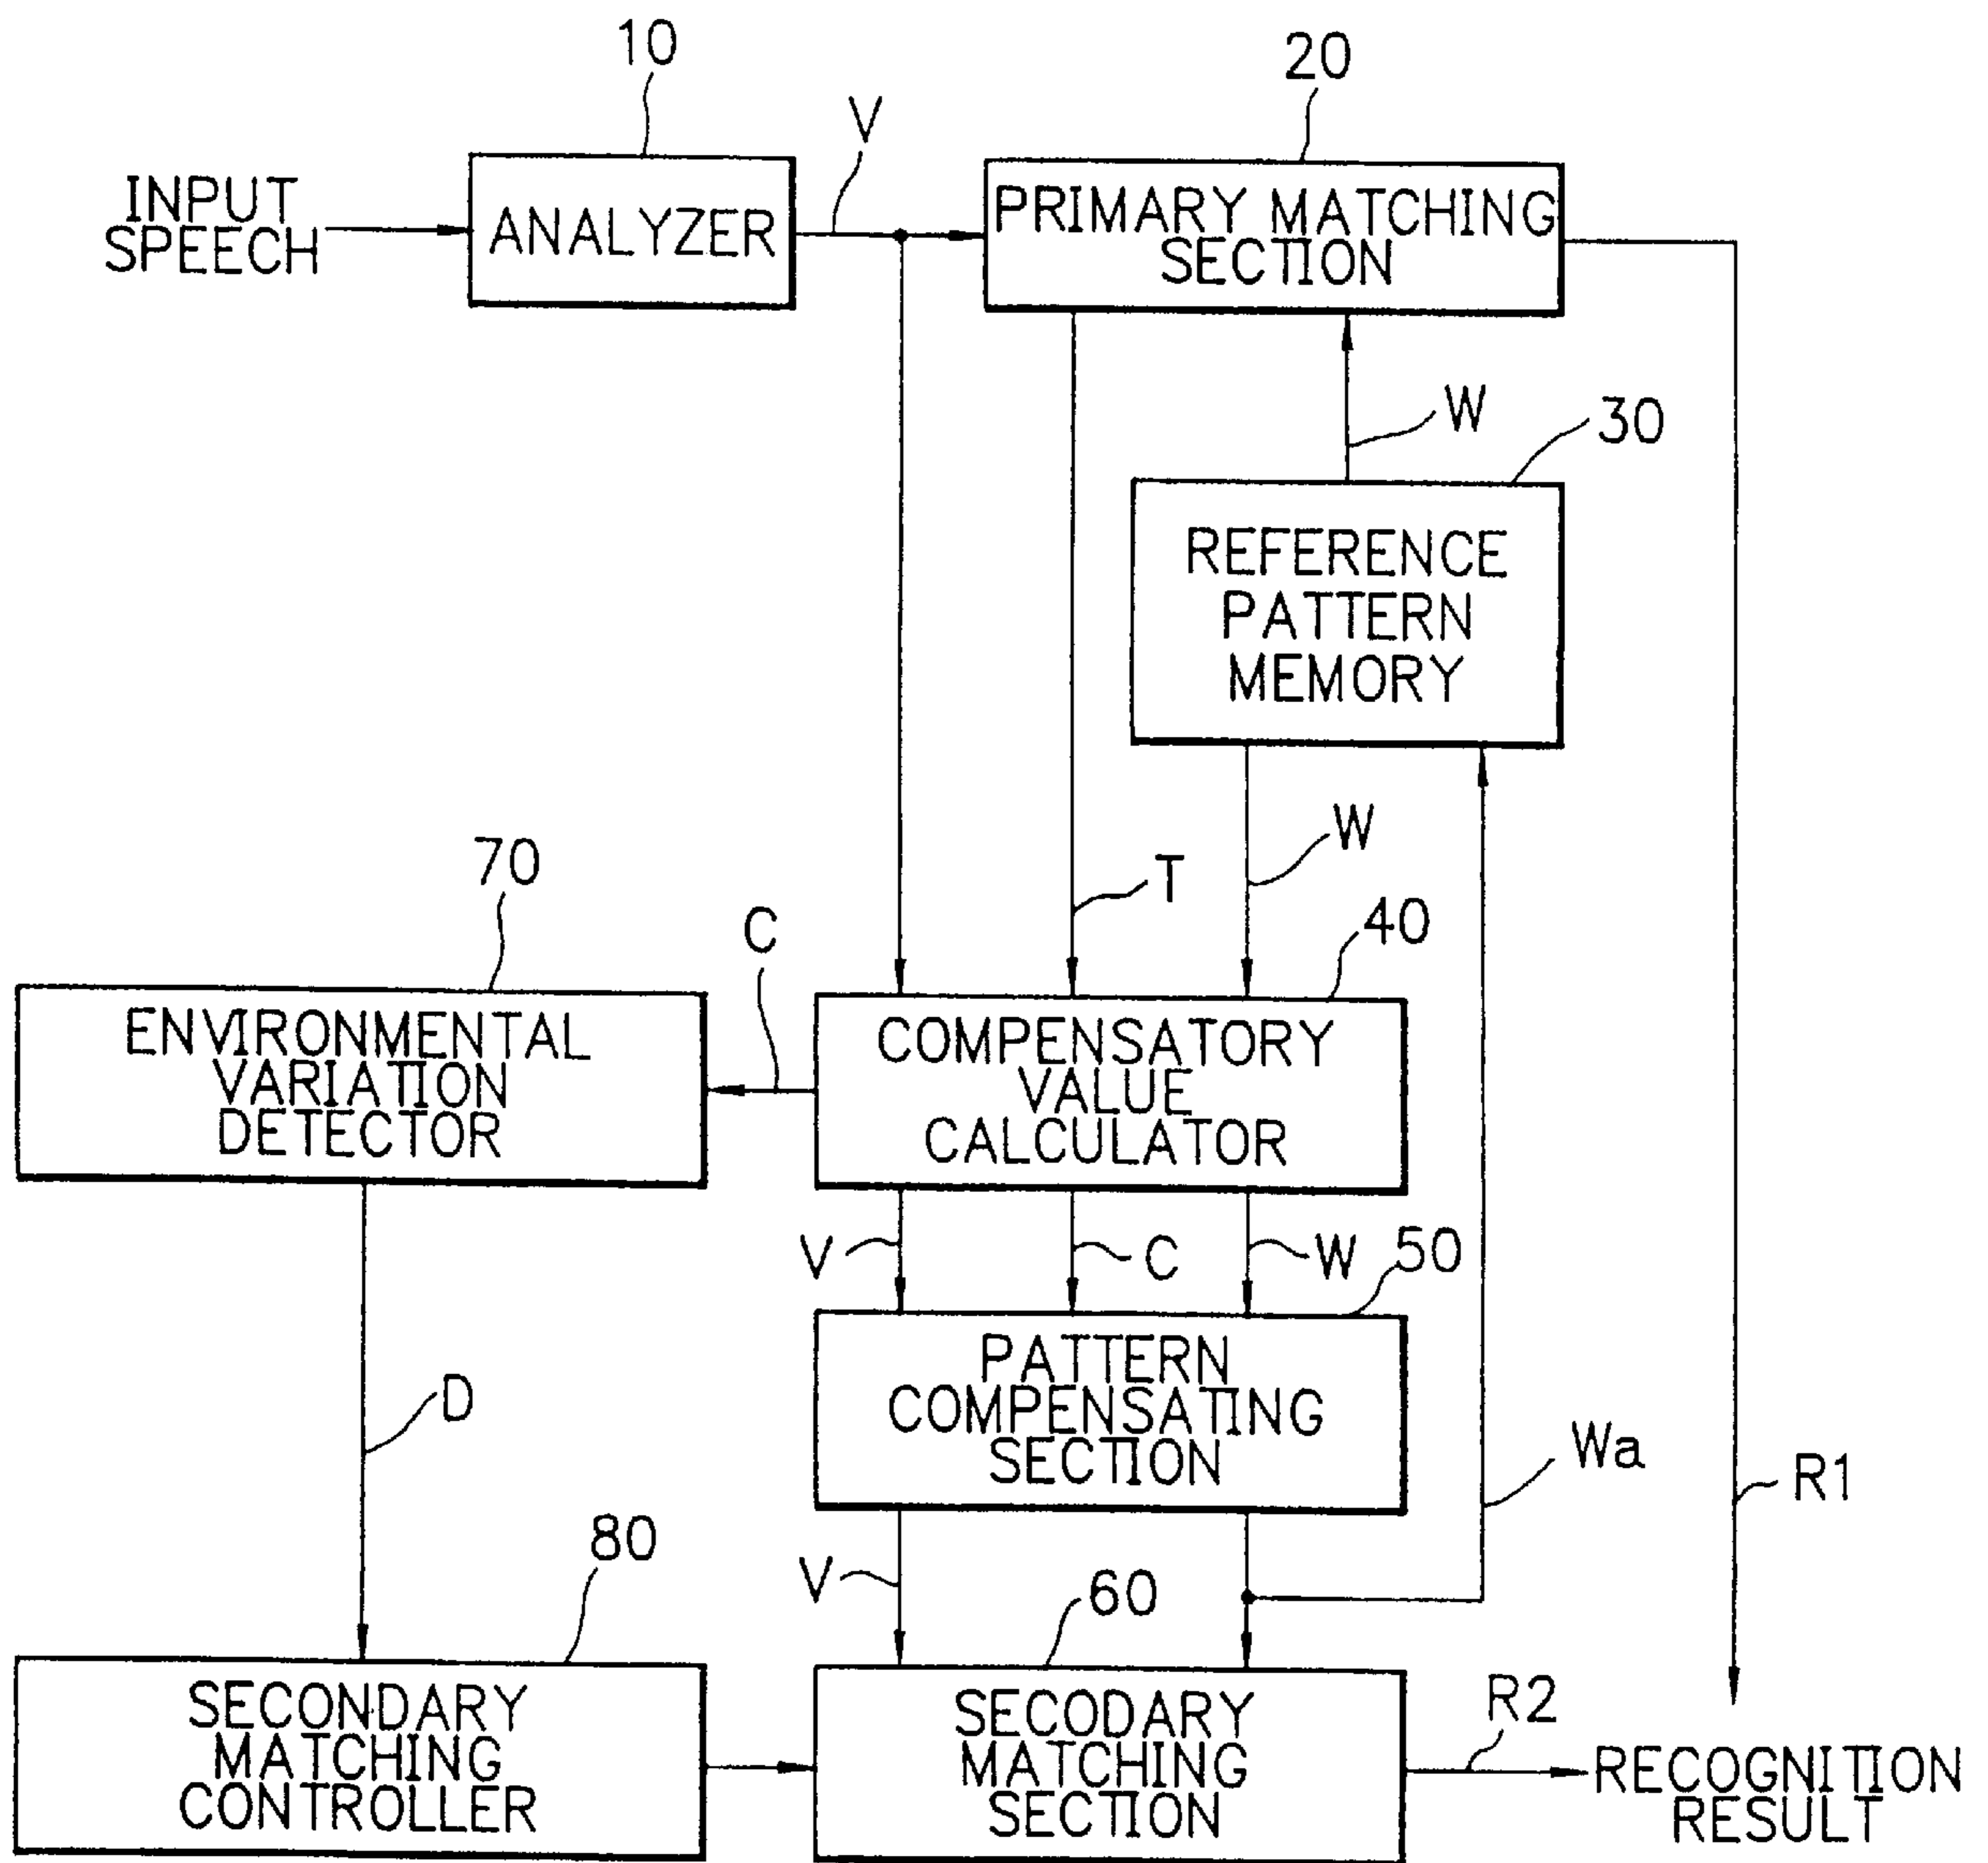 10
20
V
INPUT
SPEECH
ANALYZER
PRIMARY MATCHING
SECTION
W
30
REFERENCE
PATTERN
MEMORY
W
70
T
C
40
ENVIRONMENTAL
VARIATION
DETECTOR
COMPENSATORY
VALUE
CALCULATOR
V
C
W
50
PATTERN
COMPENSATING
SECTION
D
Wa
R1
80
V
60
SECONDARY
MATCHING
CONTROLLER
SECODARY
MATCHING
SECTION
R2
RECOGNITION
RESULT